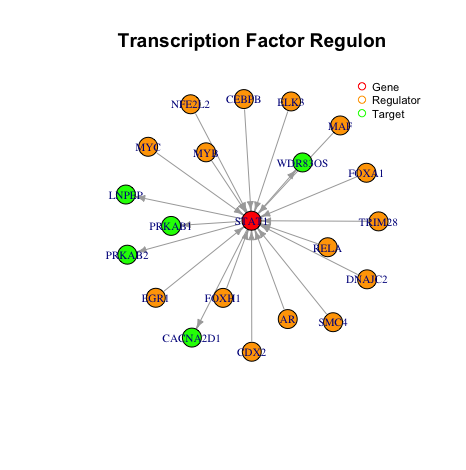 Transcription Factor Regulon
Gene
Regulator
Target
NFE2L2
CEBPB
ELK3
MAF
MYC
MYB
WDR83OS
FOXA1
LNPEP
PRKAB1
STAT1
TRIM28
PRKAB2
RELA
DNAJC2
EGR1
FOXH1
AR
SMC4
CACNA2D1
CDX2